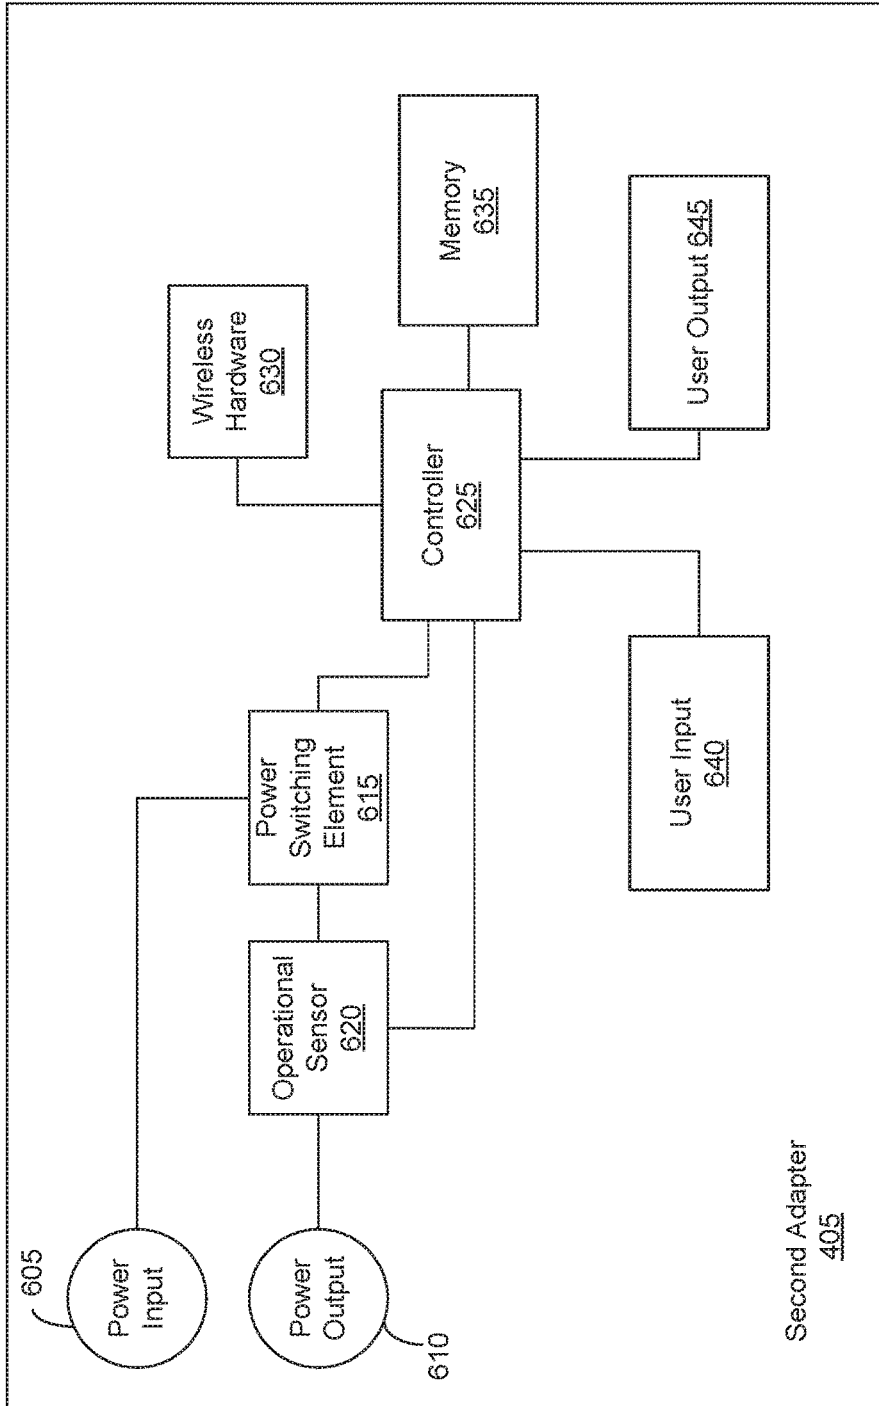 605
Power
Input
Power
Output
610
Operational
Sensor
620
Power
Switching
Element
615
Wireless
Hardware
630
Controller
625
Memory
635
User Input
640
User Output 645
Second Adapter
405